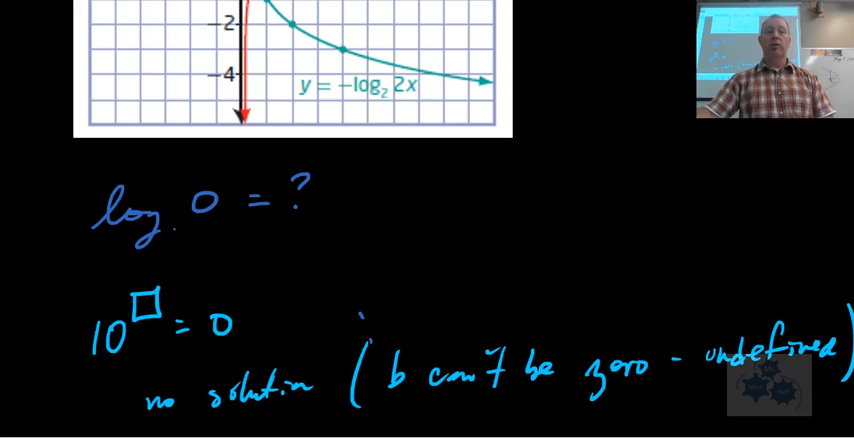 -2
-4
y = -log₂ 2x
log 0 = ?
10^□ = 0
no solution (b can't be zero - undefined)